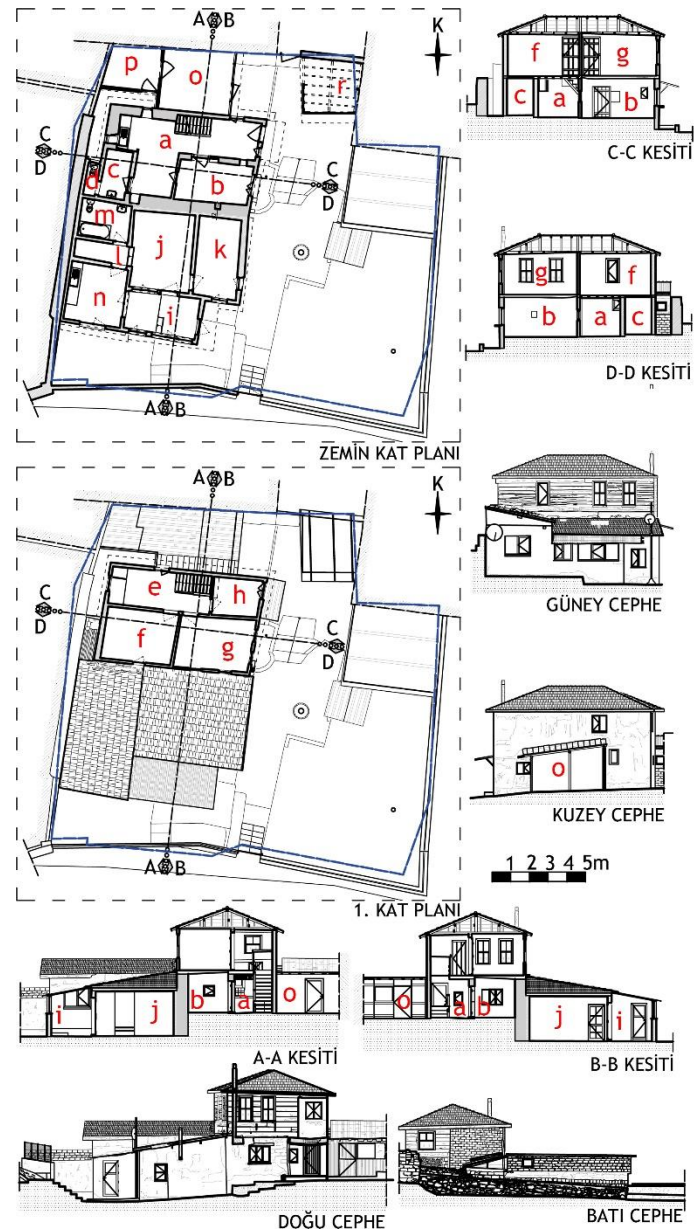 A B
K
p
o
r
a
C
D
d
c
b
C
D
m
j
k
l
n
i
A B
ZEMİN KAT PLANI
f
g
c
a
b
C-C KESİTİ
g
f
b
a
c
D-D KESİTİ
n
GÜNEY CEPHE
A B
K
e
h
C
D
f
g
C
D
A B
1. KAT PLANI
o
KUZEY CEPHE
1 2 3 4 5m
i
j
b
a
o
A-A KESİTİ
o
a
b
j
i
B-B KESİTİ
DOĞU CEPHE
BATI CEPHE